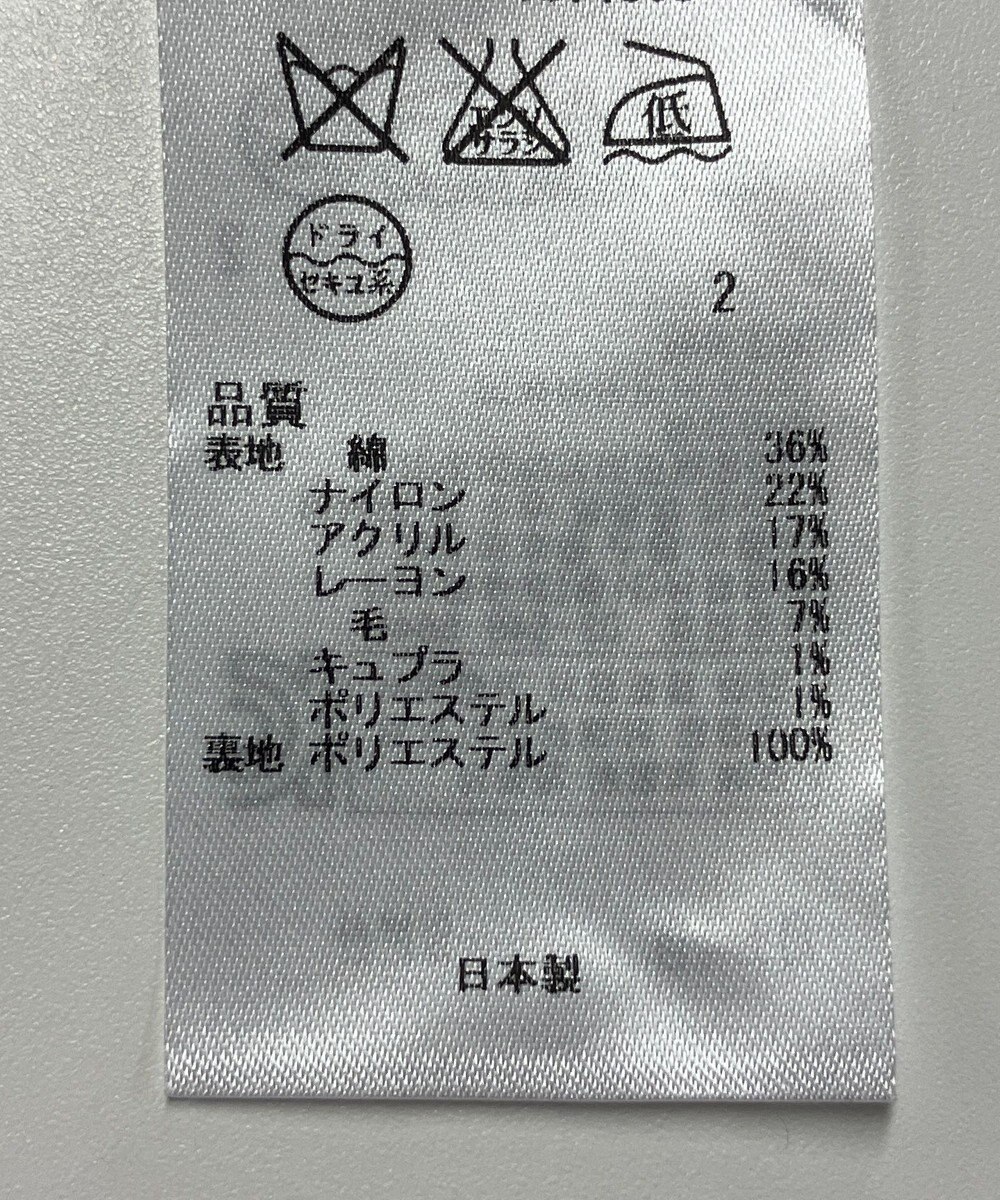 エンソ
サラシ
低
ドライ
セキユ系
2
品質
表地 綿 36%
ナイロン 22%
アクリル 17%
レーヨン 16%
毛 7%
キュプラ 1%
ポリエステル 1%
裏地 ポリエステル 100%
日本製